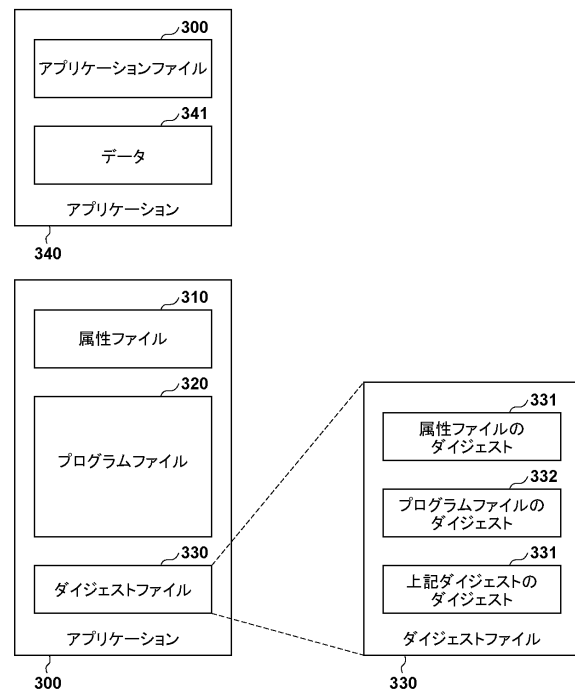 300
アプリケーションファイル
341
データ
アプリケーション
340
310
属性ファイル
320
プログラムファイル
330
ダイジェストファイル
アプリケーション
300
331
属性ファイルの
ダイジェスト
332
プログラムファイルの
ダイジェスト
331
上記ダイジェストの
ダイジェスト
ダイジェストファイル
330